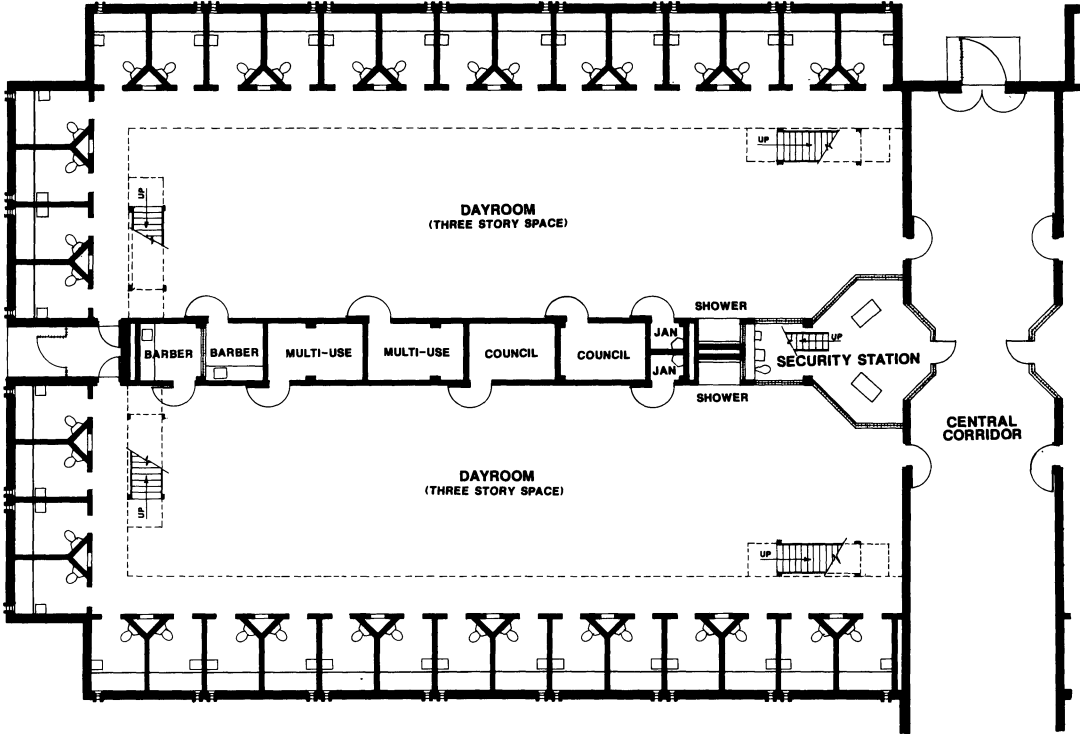 UP
UP
DAYROOM
(THREE STORY SPACE)
SHOWER
JAN
UP
BARBER
BARBER
MULTI-USE
MULTI-USE
COUNCIL
COUNCIL
SECURITY STATION
JAN
SHOWER
CENTRAL
CORRIDOR
DAYROOM
(THREE STORY SPACE)
UP
UP